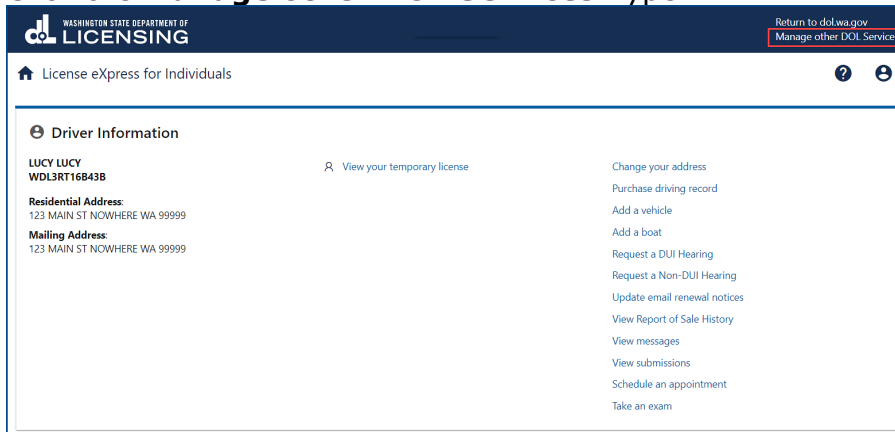 WASHINGTON STATE DEPARTMENT OF
LICENSING
Return to dol.wa.gov
Manage other DOL Service
License eXpress for Individuals
Driver Information
LUCY LUCY
WDL3RT16B43B
Residential Address:
123 MAIN ST NOWHERE WA 99999
Mailing Address:
123 MAIN ST NOWHERE WA 99999
View your temporary license
Change your address
Purchase driving record
Add a vehicle
Add a boat
Request a DUI Hearing
Request a Non-DUI Hearing
Update email renewal notices
View Report of Sale History
View messages
View submissions
Schedule an appointment
Take an exam